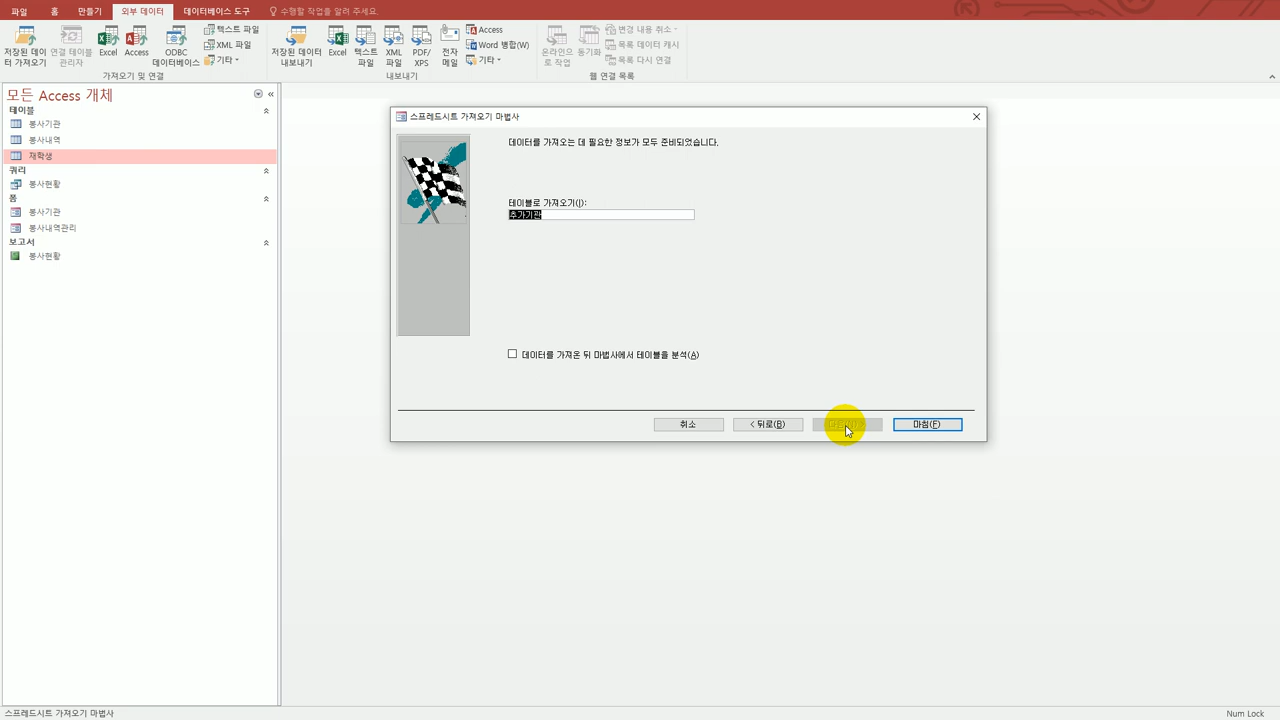 파일 홈 만들기 외부 데이터 데이터베이스 도구 수행할 작업을 알려 주세요.
저장된 데이터 가져오기
연결 테이블 관리자
Excel
Access
ODBC 데이터베이스
텍스트 파일
XML 파일
기타
가져오기 및 연결
저장된 데이터 내보내기
Excel
텍스트 파일
XML 파일
PDF/XPS
전자 메일
Access
Word 병합(W)
기타
내보내기
온라인으로 작업
동기화
변경 내용 취소
목록 데이터 캐시
목록 다시 연결
웹 연결 목록
모든 Access 개체
테이블
봉사기관
봉사내역
재학생
쿼리
봉사현황
폼
봉사기관
봉사내역관리
보고서
봉사현황
스프레드시트 가져오기 마법사
데이터를 가져오는 데 필요한 정보가 모두 준비되었습니다.
테이블로 가져오기(I):
추가기관
데이터를 가져온 뒤 마법사에서 테이블을 분석(A)
취소
< 뒤로(B)
마침(F)
스프레드시트 가져오기 마법사
Num Lock